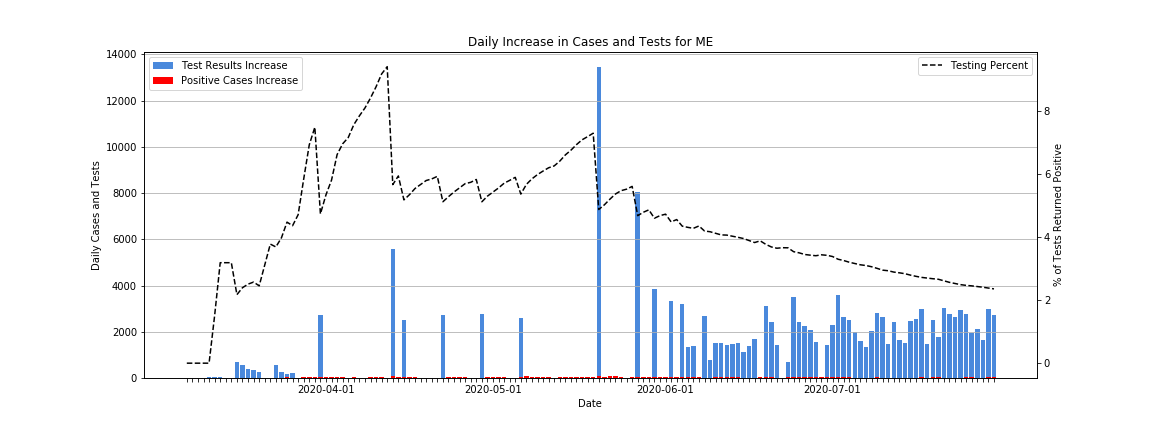 Daily Increase in Cases and Tests for ME
Test Results Increase
Positive Cases Increase
Testing Percent
14000
12000
10000
8000
6000
4000
2000
0
Daily Cases and Tests
8
6
4
2
0
% of Tests Returned Positive
2020-04-01
2020-05-01
2020-06-01
2020-07-01
Date